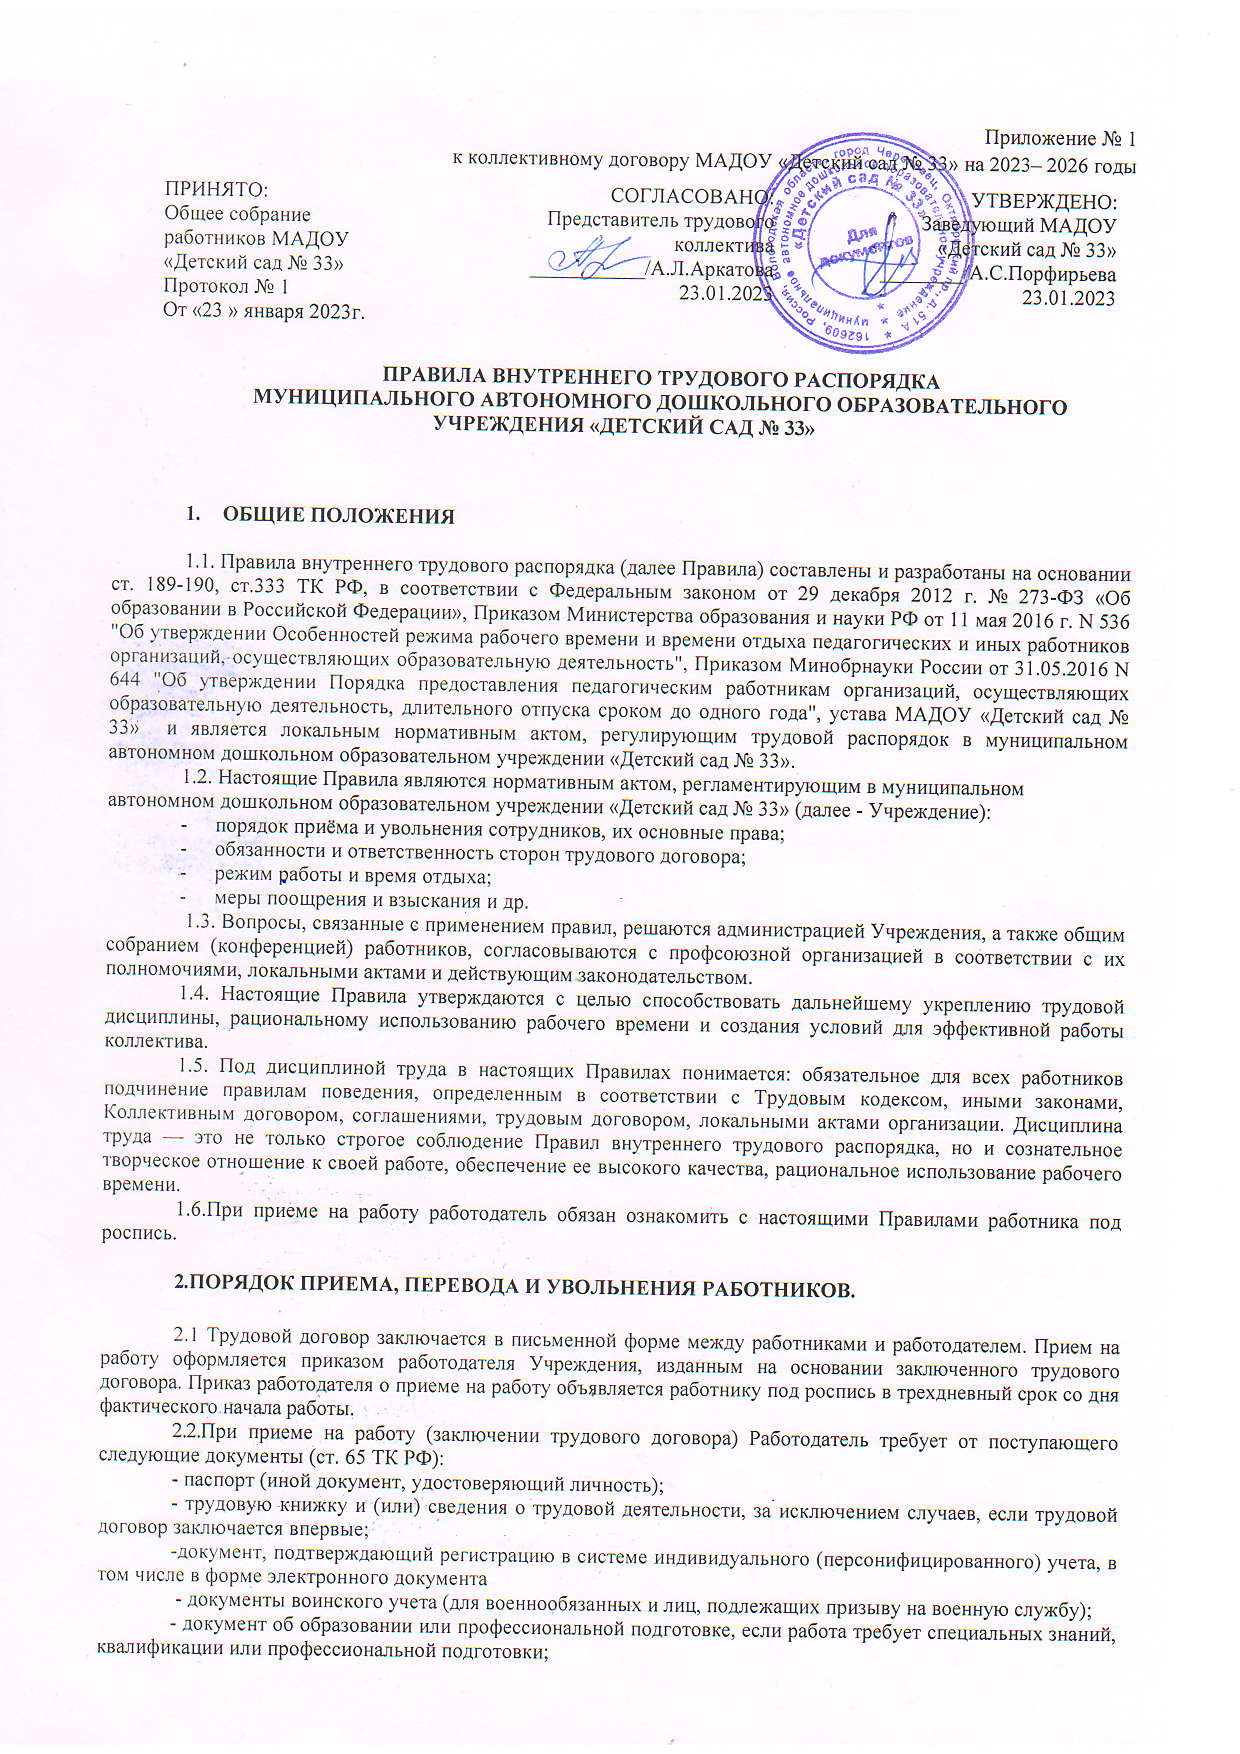 Приложение № 1
к коллективному договору МАДОУ «Детский сад № 33» на 2023– 2026 годы
ПРИНЯТО:
Общее собрание
работников МАДОУ
«Детский сад № 33»
Протокол № 1
От «23 » января 2023г.
СОГЛАСОВАНО:
Представитель трудового
коллектива
___________/А.Л.Аркатова
23.01.2023
УТВЕРЖДЕНО:
Заведующий МАДОУ
«Детский сад № 33»
________/А.С.Порфирьева
23.01.2023
«Детский сад № 33»
Для
документов
ПРАВИЛА ВНУТРЕННЕГО ТРУДОВОГО РАСПОРЯДКА
МУНИЦИПАЛЬНОГО АВТОНОМНОГО ДОШКОЛЬНОГО ОБРАЗОВАТЕЛЬНОГО
УЧРЕЖДЕНИЯ «ДЕТСКИЙ САД № 33»
1. ОБЩИЕ ПОЛОЖЕНИЯ
1.1. Правила внутреннего трудового распорядка (далее Правила) составлены и разработаны на основании
ст. 189-190, ст.333 ТК РФ, в соответствии с Федеральным законом от 29 декабря 2012 г. № 273-ФЗ «Об
образовании в Российской Федерации», Приказом Министерства образования и науки РФ от 11 мая 2016 г. N 536
"Об утверждении Особенностей режима рабочего времени и времени отдыха педагогических и иных работников
организаций, осуществляющих образовательную деятельность", Приказом Минобрнауки России от 31.05.2016 N
644 "Об утверждении Порядка предоставления педагогическим работникам организаций, осуществляющих
образовательную деятельность, длительного отпуска сроком до одного года", устава МАДОУ «Детский сад №
33» и является локальным нормативным актом, регулирующим трудовой распорядок в муниципальном
автономном дошкольном образовательном учреждении «Детский сад № 33».
1.2. Настоящие Правила являются нормативным актом, регламентирующим в муниципальном
автономном дошкольном образовательном учреждении «Детский сад № 33» (далее - Учреждение):
- порядок приёма и увольнения сотрудников, их основные права;
- обязанности и ответственность сторон трудового договора;
- режим работы и время отдыха;
- меры поощрения и взыскания и др.
1.3. Вопросы, связанные с применением правил, решаются администрацией Учреждения, а также общим
собранием (конференцией) работников, согласовываются с профсоюзной организацией в соответствии с их
полномочиями, локальными актами и действующим законодательством.
1.4. Настоящие Правила утверждаются с целью способствовать дальнейшему укреплению трудовой
дисциплины, рациональному использованию рабочего времени и создания условий для эффективной работы
коллектива.
1.5. Под дисциплиной труда в настоящих Правилах понимается: обязательное для всех работников
подчинение правилам поведения, определенным в соответствии с Трудовым кодексом, иными законами,
Коллективным договором, соглашениями, трудовым договором, локальными актами организации. Дисциплина
труда — это не только строгое соблюдение Правил внутреннего трудового распорядка, но и сознательное
творческое отношение к своей работе, обеспечение ее высокого качества, рациональное использование рабочего
времени.
1.6.При приеме на работу работодатель обязан ознакомить с настоящими Правилами работника под
роспись.
2.ПОРЯДОК ПРИЕМА, ПЕРЕВОДА И УВОЛЬНЕНИЯ РАБОТНИКОВ.
2.1 Трудовой договор заключается в письменной форме между работниками и работодателем. Прием на
работу оформляется приказом работодателя Учреждения, изданным на основании заключенного трудового
договора. Приказ работодателя о приеме на работу объявляется работнику под роспись в трехдневный срок со дня
фактического начала работы.
2.2.При приеме на работу (заключении трудового договора) Работодатель требует от поступающего
следующие документы (ст. 65 ТК РФ):
- паспорт (иной документ, удостоверяющий личность);
- трудовую книжку и (или) сведения о трудовой деятельности, за исключением случаев, если трудовой
договор заключается впервые;
-документ, подтверждающий регистрацию в системе индивидуального (персонифицированного) учета, в
том числе в форме электронного документа
- документы воинского учета (для военнообязанных и лиц, подлежащих призыву на военную службу);
- документ об образовании или профессиональной подготовке, если работа требует специальных знаний,
квалификации или профессиональной подготовки;